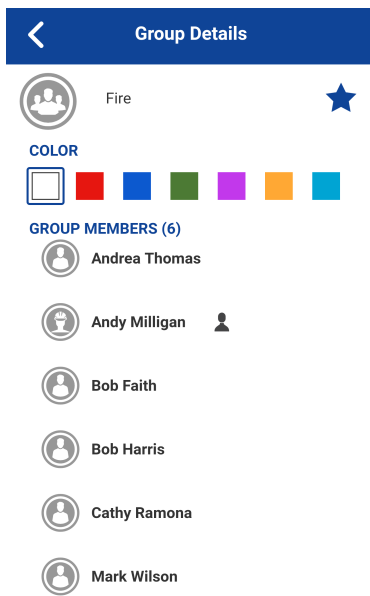 Group Details
Fire
COLOR
GROUP MEMBERS (6)
Andrea Thomas
Andy Milligan
Bob Faith
Bob Harris
Cathy Ramona
Mark Wilson